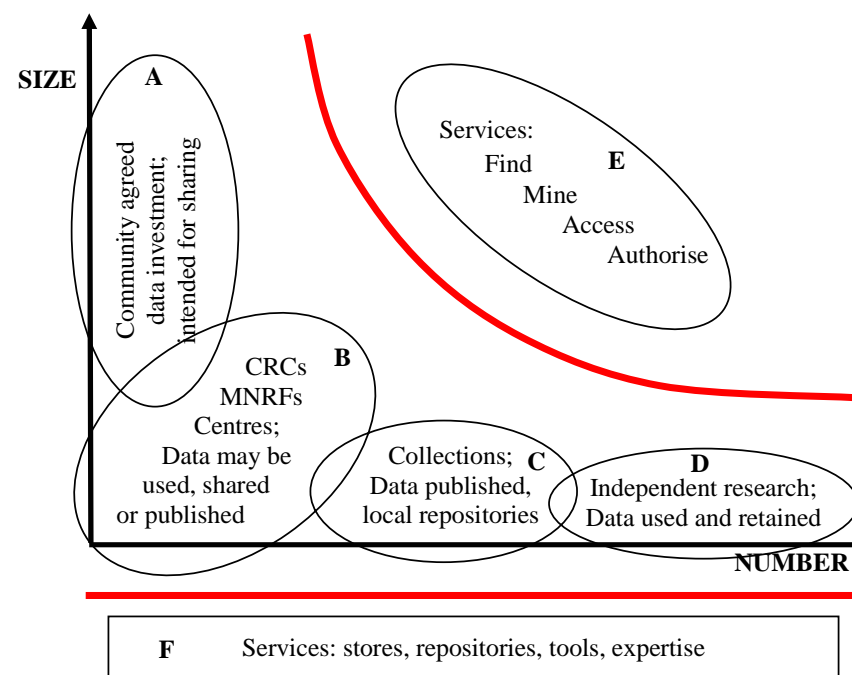 SIZE
A
Community agreed
data investment;
intended for sharing
Services:
E
Find
Mine
Access
Authorise
B
CRCs
MNRFs
Centres;
Data may be
used, shared
or published
C
Collections;
Data published,
local repositories
D
Independent research;
Data used and retained
NUMBER
F
Services: stores, repositories, tools, expertise